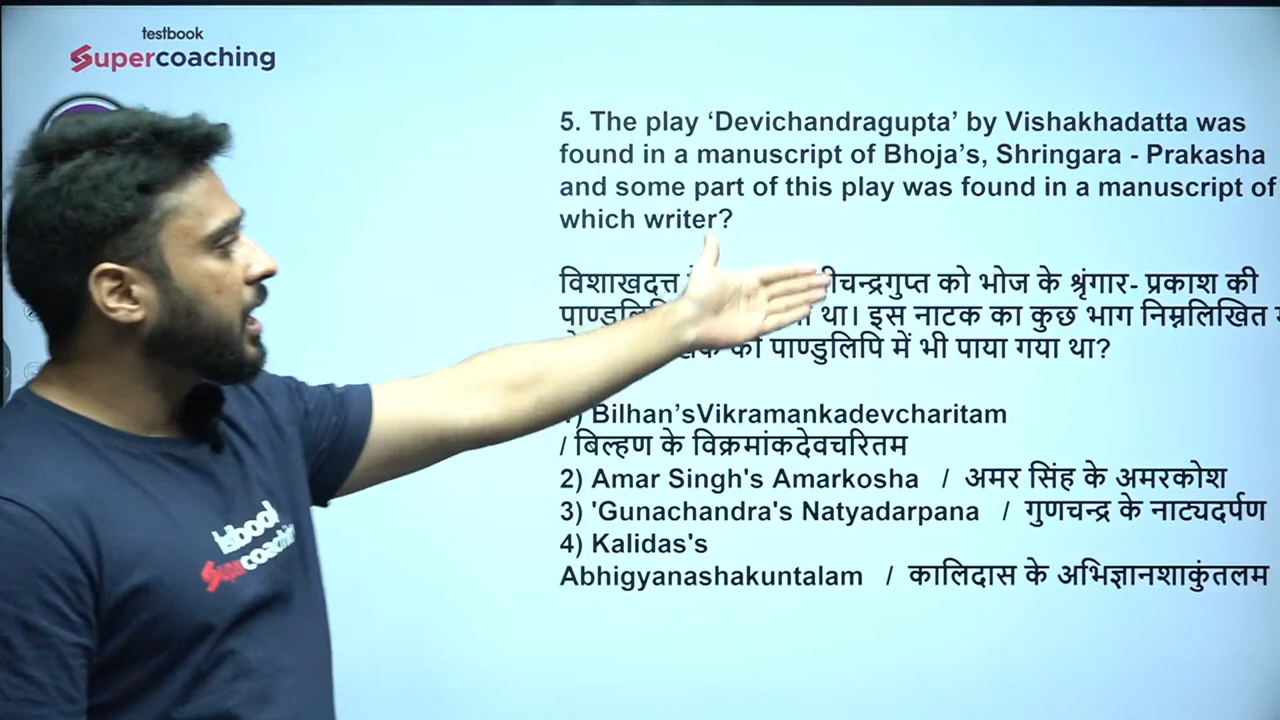 testbook
Supercoaching
5. The play ‘Devichandragupta’ by Vishakhadatta was
found in a manuscript of Bhoja’s, Shringara - Prakasha
and some part of this play was found in a manuscript of
which writer?
विशाखदत्त को भोज के श्रृंगार- प्रकाश की
था। इस नाटक का कुछ भाग निम्नलिखित
की पाण्डुलिपि में भी पाया गया था?
Bilhan’sVikramankadevcharitam
/ बिल्हण के विक्रमांकदेवचरितम
2) Amar Singh's Amarkosha / अमर सिंह के अमरकोश
3) 'Gunachandra's Natyadarpana / गुणचन्द्र के नाट्यदर्पण
4) Kalidas's
Abhigyanashakuntalam / कालिदास के अभिज्ञानशाकुंतलम